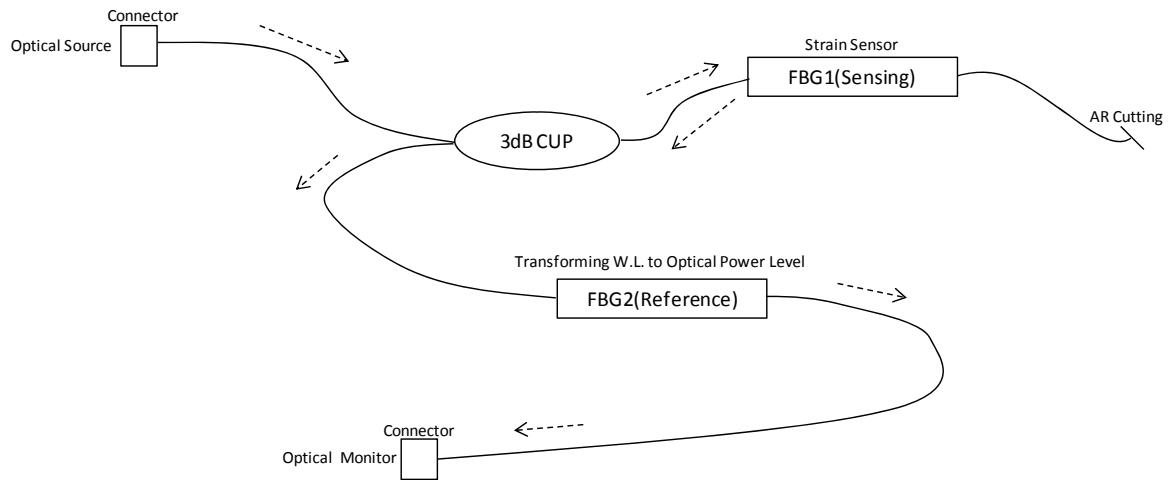 Connector
Optical Source
Strain Sensor
FBG1(Sensing)
AR Cutting
3dB CUP
Transforming W.L. to Optical Power Level
FBG2(Reference)
Connector
Optical Monitor